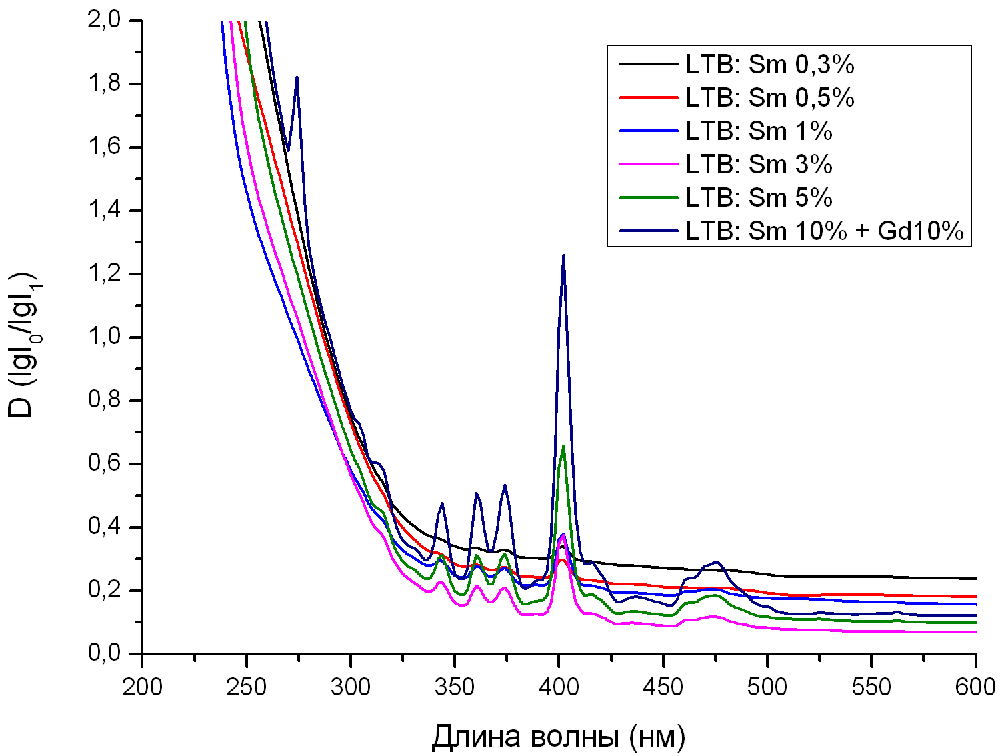 2,0
1,8
1,6
1,4
1,2
1,0
0,8
0,6
0,4
0,2
0,0
D (lgI₀/lgI₁)
LTB: Sm 0,3%
LTB: Sm 0,5%
LTB: Sm 1%
LTB: Sm 3%
LTB: Sm 5%
LTB: Sm 10% + Gd10%
200 250 300 350 400 450 500 550 600
Длина волны (нм)